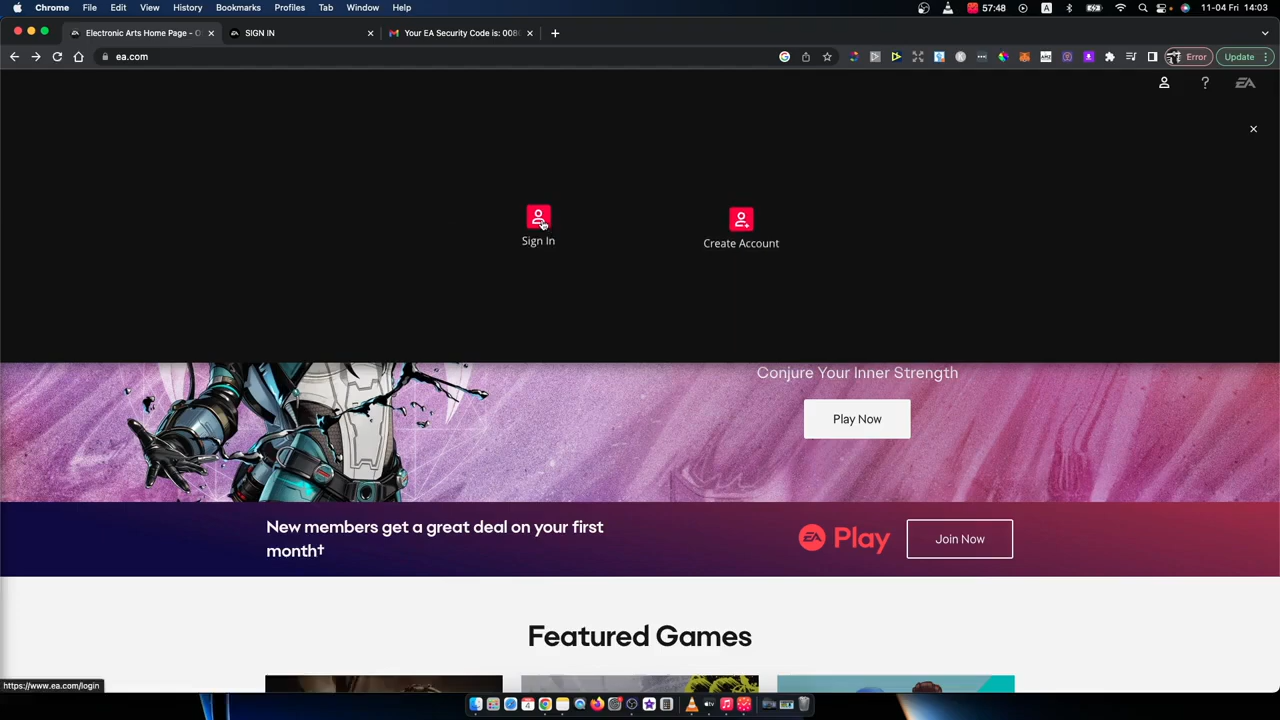 Chrome File Edit View History Bookmarks Profiles Tab Window Help 57:48 A 11-04 Fri 14:03
Electronic Arts Home Page - O SIGN IN Your EA Security Code is: 008
ea.com Error Update
EA
Sign In
Create Account
Conjure Your Inner Strength
Play Now
New members get a great deal on your first
month†
EA Play
Join Now
Featured Games
https://www.ea.com/login